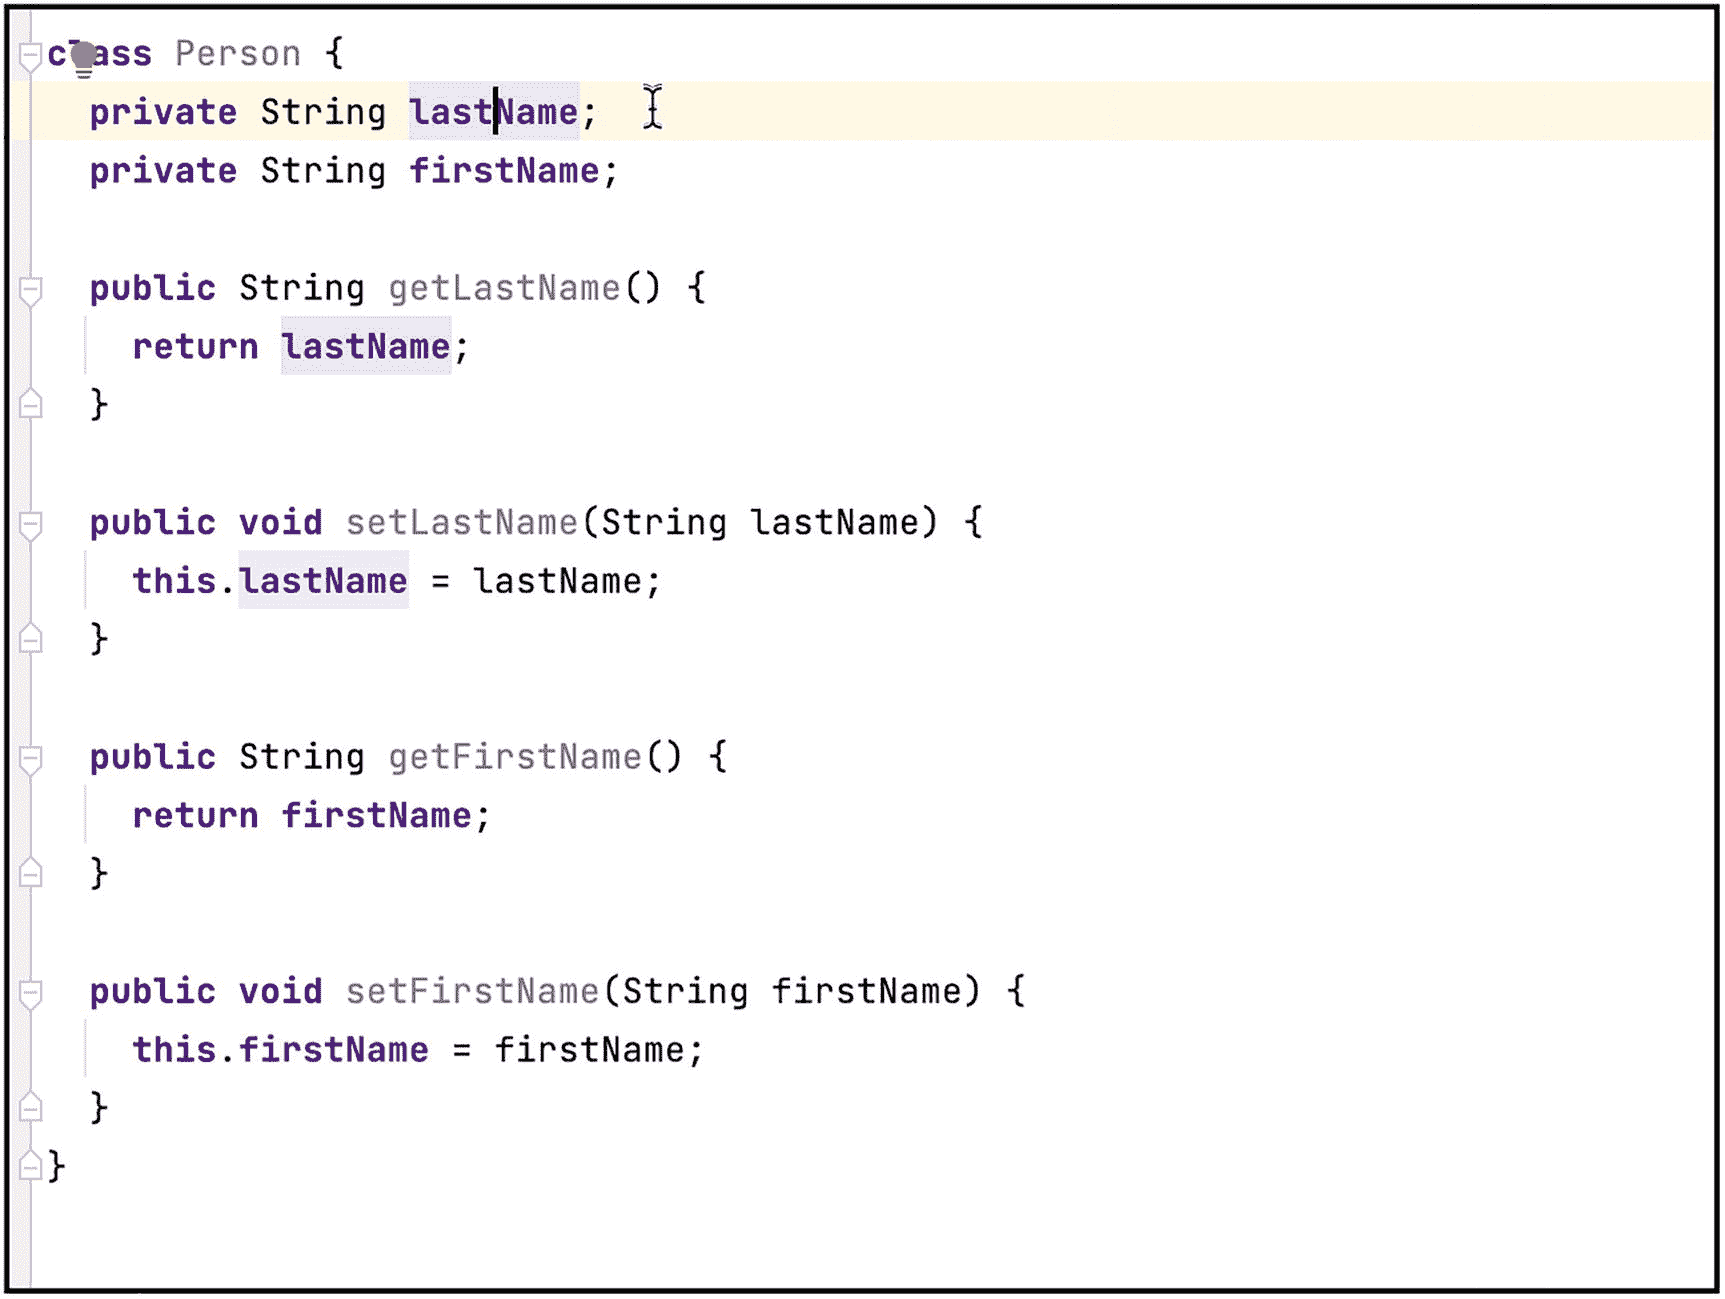 class Person {
private String lastName;
private String firstName;
public String getLastName() {
return lastName;
}
public void setLastName(String lastName) {
this.lastName = lastName;
}
public String getFirstName() {
return firstName;
}
public void setFirstName(String firstName) {
this.firstName = firstName;
}
}